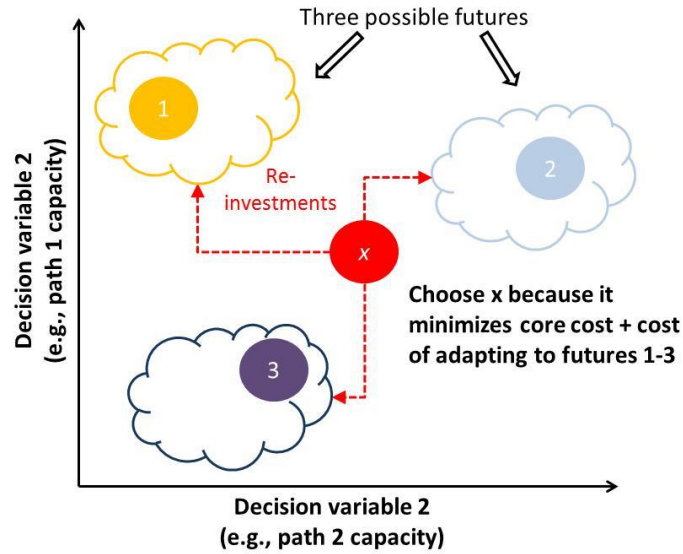 Three possible futures
1
2
Re-
investments
x
Decision variable 2
(e.g., path 1 capacity)
Choose x because it
minimizes core cost + cost
of adapting to futures 1-3
3
Decision variable 2
(e.g., path 2 capacity)